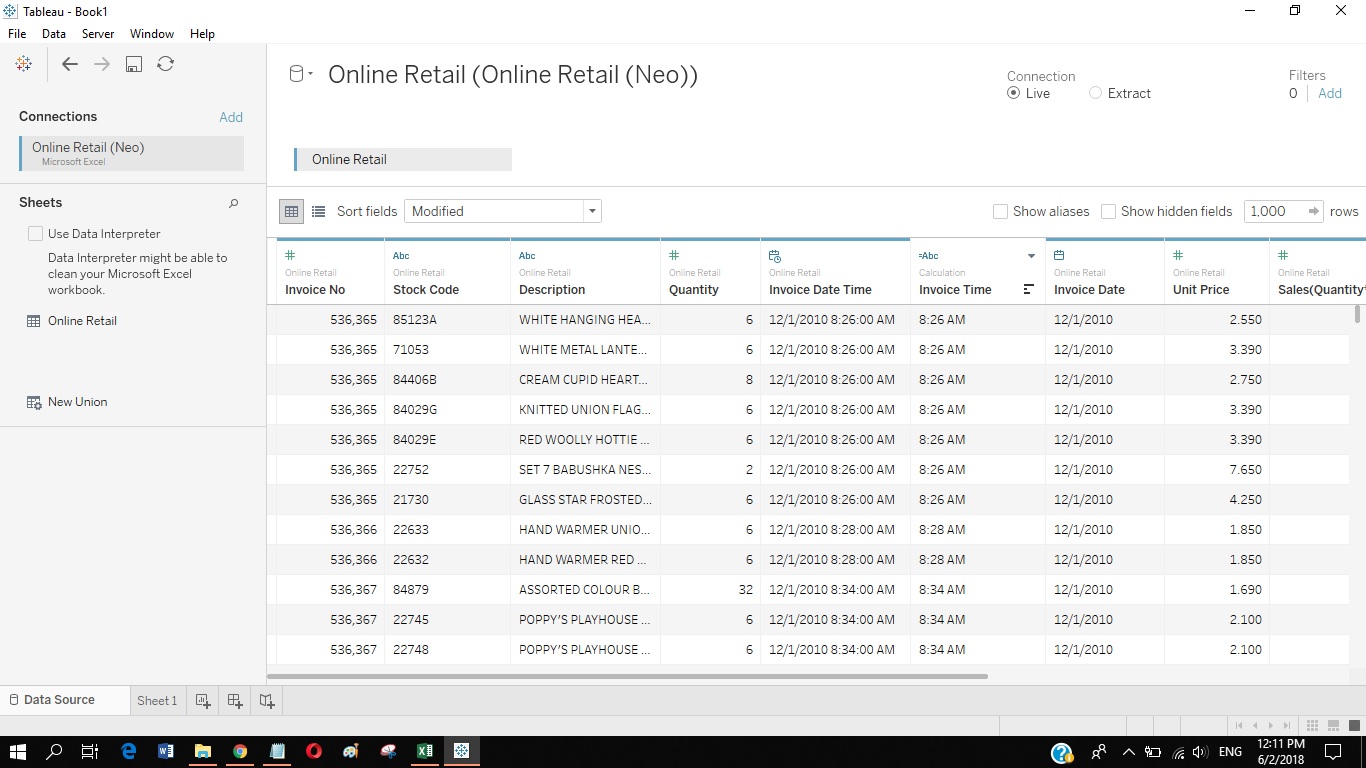 Tableau - Book1
File Data Server Window Help
Connections Add
Online Retail (Neo)
Microsoft Excel
Sheets
Use Data Interpreter
Data Interpreter might be able to
clean your Microsoft Excel
workbook.
Online Retail
New Union
Online Retail (Online Retail (Neo))
Connection
Live Extract
Filters
0 Add
Online Retail
Sort fields Modified
Show aliases Show hidden fields 1,000 rows
# Abc Abc # =Abc # #
Online Retail Online Retail Online Retail Online Retail Online Retail Calculation Online Retail Online Retail Online Retail
Invoice No Stock Code Description Quantity Invoice Date Time Invoice Time Invoice Date Unit Price Sales(Quantity*
536,365 85123A WHITE HANGING HEA... 6 12/1/2010 8:26:00 AM 8:26 AM 12/1/2010 2.550
536,365 71053 WHITE METAL LANTE... 6 12/1/2010 8:26:00 AM 8:26 AM 12/1/2010 3.390
536,365 84406B CREAM CUPID HEART... 8 12/1/2010 8:26:00 AM 8:26 AM 12/1/2010 2.750
536,365 84029G KNITTED UNION FLAG... 6 12/1/2010 8:26:00 AM 8:26 AM 12/1/2010 3.390
536,365 84029E RED WOOLLY HOTTIE ... 6 12/1/2010 8:26:00 AM 8:26 AM 12/1/2010 3.390
536,365 22752 SET 7 BABUSHKA NES... 2 12/1/2010 8:26:00 AM 8:26 AM 12/1/2010 7.650
536,365 21730 GLASS STAR FROSTED... 6 12/1/2010 8:26:00 AM 8:26 AM 12/1/2010 4.250
536,366 22633 HAND WARMER UNIO... 6 12/1/2010 8:28:00 AM 8:28 AM 12/1/2010 1.850
536,366 22632 HAND WARMER RED ... 6 12/1/2010 8:28:00 AM 8:28 AM 12/1/2010 1.850
536,367 84879 ASSORTED COLOUR B... 32 12/1/2010 8:34:00 AM 8:34 AM 12/1/2010 1.690
536,367 22745 POPPY'S PLAYHOUSE ... 6 12/1/2010 8:34:00 AM 8:34 AM 12/1/2010 2.100
536,367 22748 POPPY'S PLAYHOUSE ... 6 12/1/2010 8:34:00 AM 8:34 AM 12/1/2010 2.100
Data Source Sheet 1
ENG
12:11 PM
6/2/2018